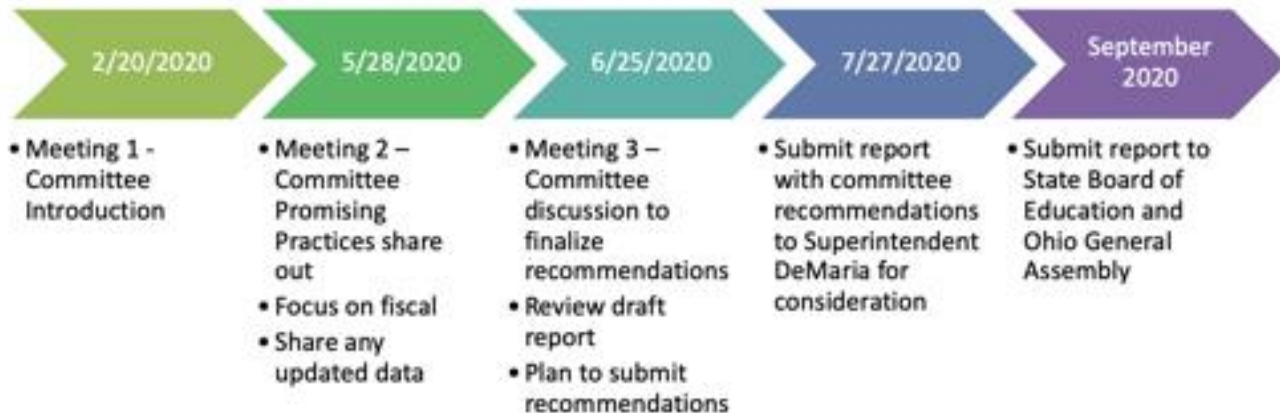 2/20/2020
5/28/2020
6/25/2020
7/27/2020
September
2020
• Meeting 1 -
Committee
Introduction
• Meeting 2 –
Committee
Promising
Practices share
out
• Focus on fiscal
• Share any
updated data
• Meeting 3 –
Committee
discussion to
finalize
recommendations
• Review draft
report
• Plan to submit
recommendations
• Submit report
with committee
recommendations
to Superintendent
DeMaria for
consideration
• Submit report to
State Board of
Education and
Ohio General
Assembly